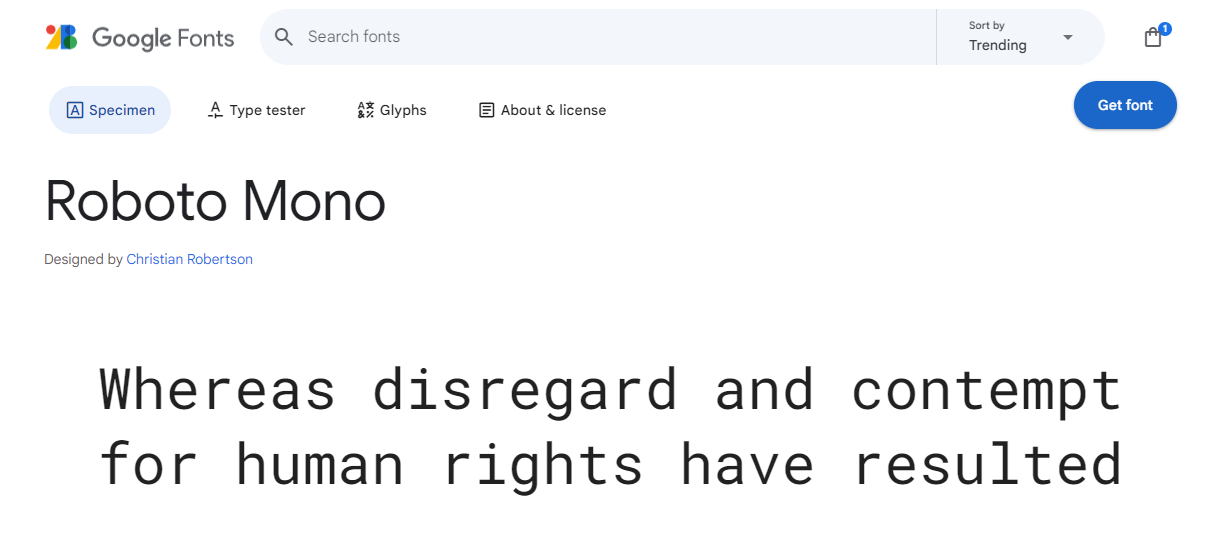 Google Fonts
Search fonts
Sort by
Trending
1
Specimen
Type tester
Glyphs
About & license
Get font
Roboto Mono
Designed by Christian Robertson
Whereas disregard and contempt
for human rights have resulted